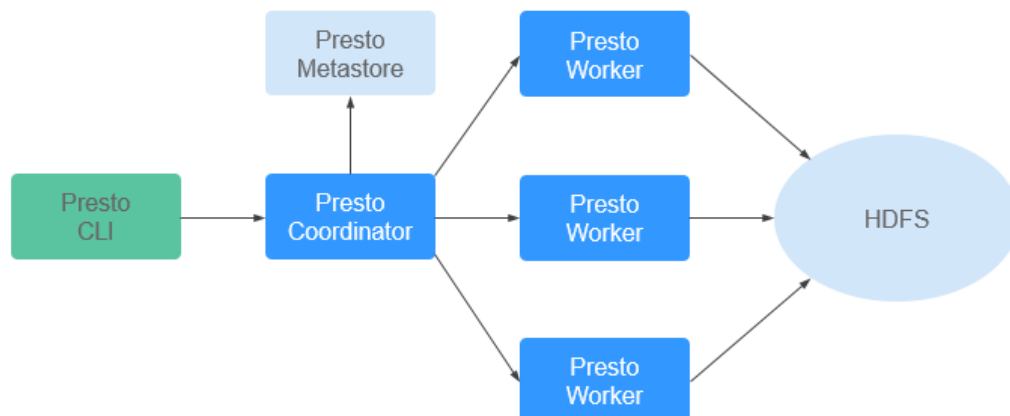 Presto
Metastore
Presto
Worker
Presto
CLI
Presto
Coordinator
Presto
Worker
HDFS
Presto
Worker